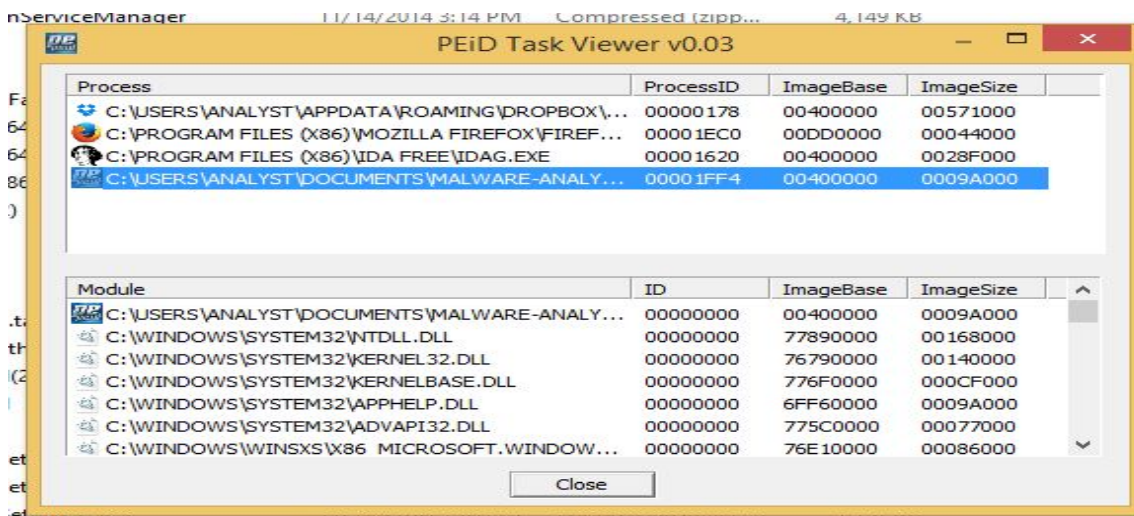 nServiceManager 11/14/2014 3:14 PM Compressed (zipp... 4,149 KB
PEiD Task Viewer v0.03
Process ProcessID ImageBase ImageSize
C:\USERS\ANALYST\APPDATA\ROAMING\DROPBOX\... 00000178 00400000 00571000
C:\PROGRAM FILES (X86)\MOZILLA FIREFOX\FIREF... 00001EC0 00DD0000 00044000
C:\PROGRAM FILES (X86)\IDA FREE\IDAG.EXE 00001620 00400000 0028F000
C:\USERS\ANALYST\DOCUMENTS\MALWARE-ANALY... 00001FF4 00400000 0009A000
Module ID ImageBase ImageSize
C:\USERS\ANALYST\DOCUMENTS\MALWARE-ANALY... 00000000 00400000 0009A000
C:\WINDOWS\SYSTEM32\NTDLL.DLL 00000000 77890000 00168000
C:\WINDOWS\SYSTEM32\KERNEL32.DLL 00000000 76790000 00140000
C:\WINDOWS\SYSTEM32\KERNELBASE.DLL 00000000 776F0000 000CF000
C:\WINDOWS\SYSTEM32\APPHELP.DLL 00000000 6FF60000 0009A000
C:\WINDOWS\SYSTEM32\ADVAPI32.DLL 00000000 775C0000 00077000
C:\WINDOWS\WINSXS\X86_MICROSOFT.WINDOW... 00000000 76E10000 00086000
Close